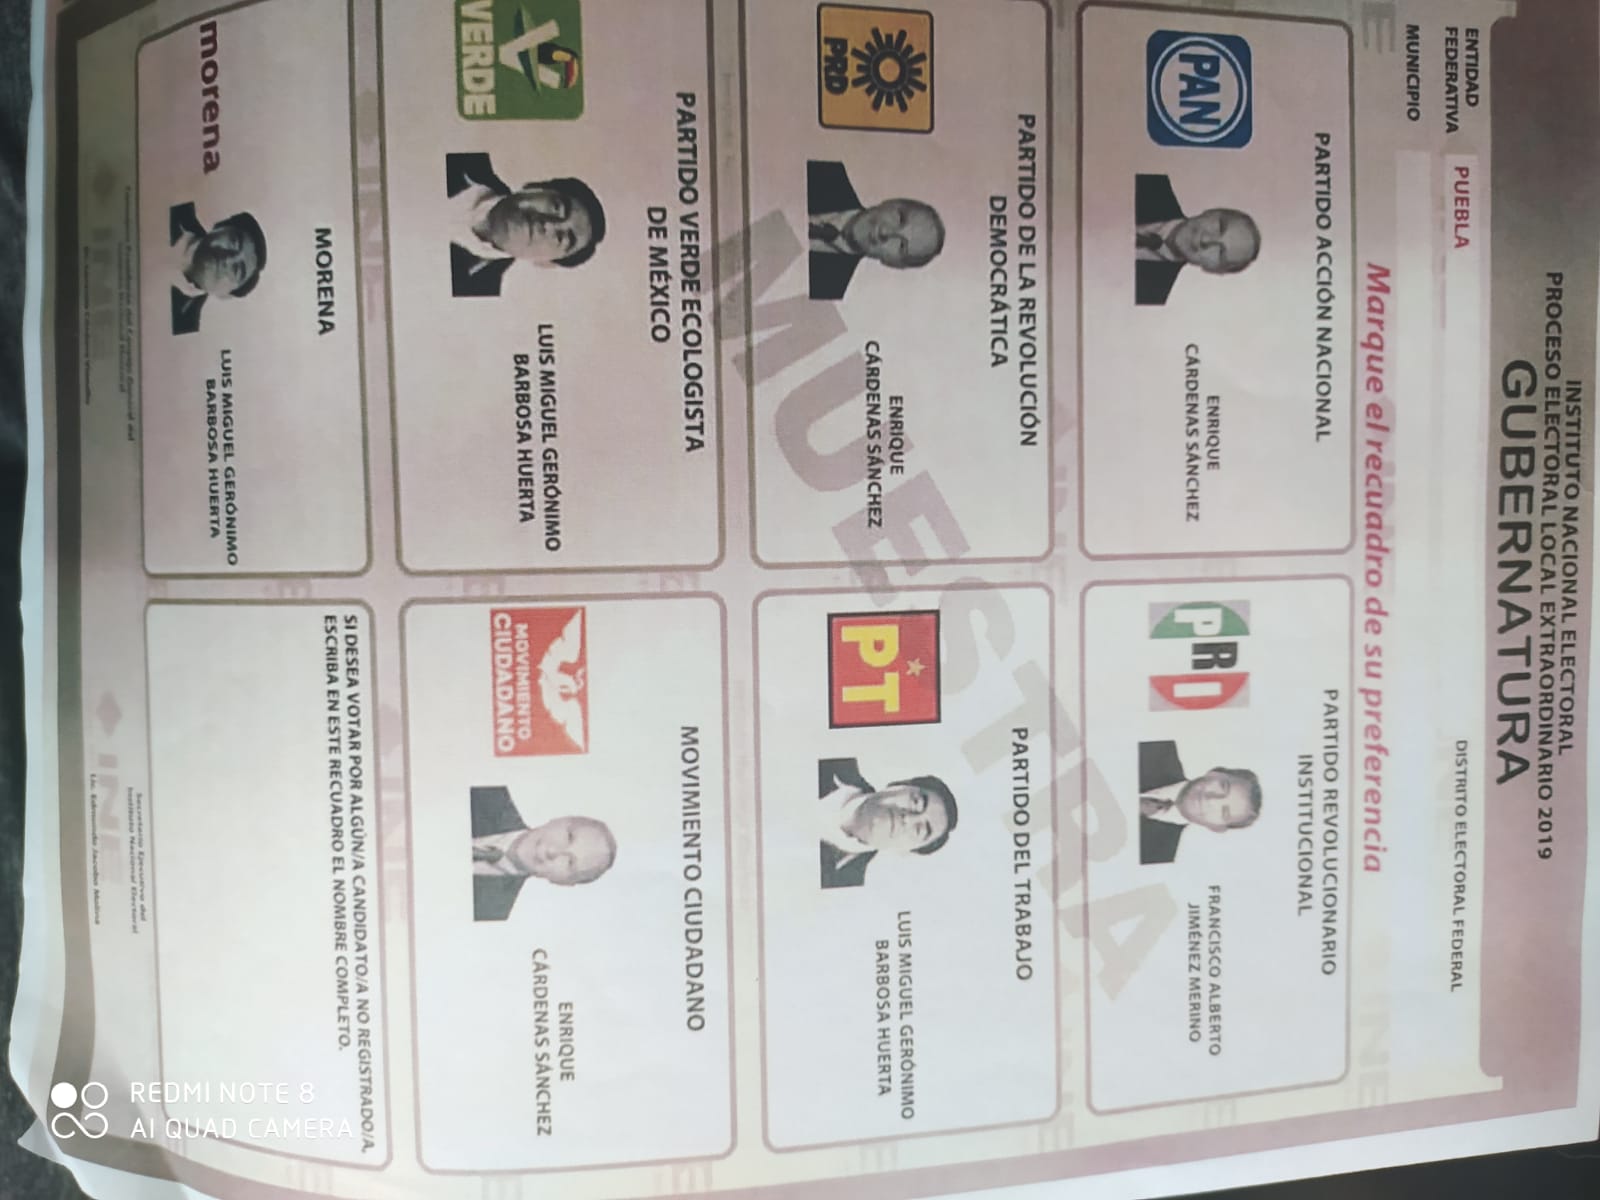 INSTITUTO NACIONAL ELECTORAL
PROCESO ELECTORAL LOCAL EXTRAORDINARIO 2019
GUBERNATURA
ENTIDAD
FEDERATIVA
PUEBLA
DISTRITO ELECTORAL FEDERAL
MUNICIPIO
Marque el recuadro de su preferencia
PARTIDO ACCIÓN NACIONAL
PAN
ENRIQUE
CÁRDENAS SÁNCHEZ
PARTIDO REVOLUCIONARIO
INSTITUCIONAL
PRI
FRANCISCO ALBERTO
JIMÉNEZ MERINO
PARTIDO DE LA REVOLUCIÓN
DEMOCRÁTICA
PRD
ENRIQUE
CÁRDENAS SÁNCHEZ
PARTIDO DEL TRABAJO
PT
LUIS MIGUEL GERÓNIMO
BARBOSA HUERTA
MUESTRA
PARTIDO VERDE ECOLOGISTA
DE MÉXICO
VERDE
LUIS MIGUEL GERÓNIMO
BARBOSA HUERTA
MOVIMIENTO CIUDADANO
MOVIMIENTO
CIUDADANO
ENRIQUE
CÁRDENAS SÁNCHEZ
MORENA
morena
LUIS MIGUEL GERÓNIMO
BARBOSA HUERTA
SI DESEA VOTAR POR ALGÚN/A CANDIDATO/A NO REGISTRADO/A,
ESCRIBA EN ESTE RECUADRO EL NOMBRE COMPLETO.
Secretario Ejecutivo del
Instituto Nacional Electoral
Lic. Edmundo Jacobo Molina
INE
REDMI NOTE 8
AI QUAD CAMERA